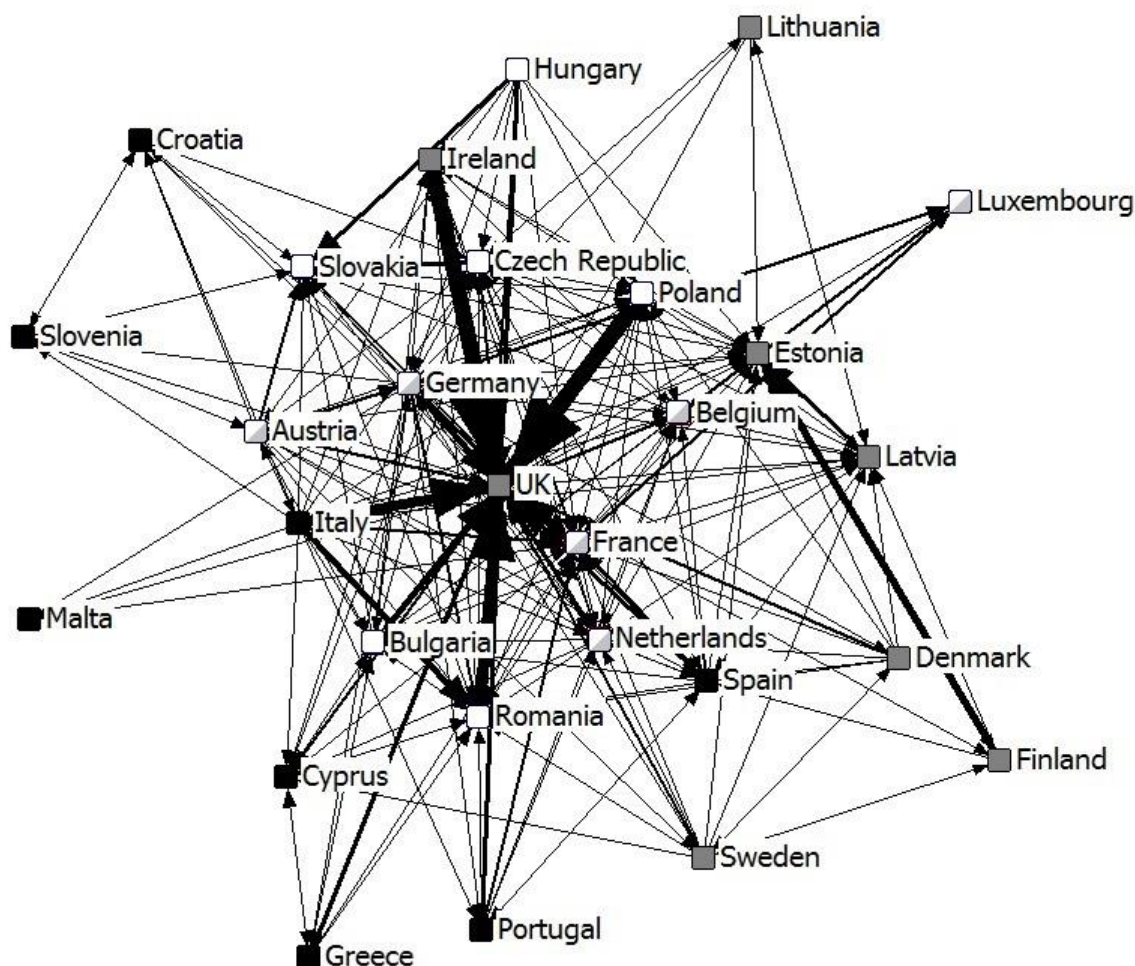 Lithuania
Hungary
Croatia
Ireland
Luxembourg
Slovakia
Czech Republic
Poland
Slovenia
Estonia
Germany
Belgium
Austria
Latvia
UK
Italy
France
Malta
Bulgaria
Netherlands
Denmark
Spain
Romania
Finland
Cyprus
Sweden
Portugal
Greece